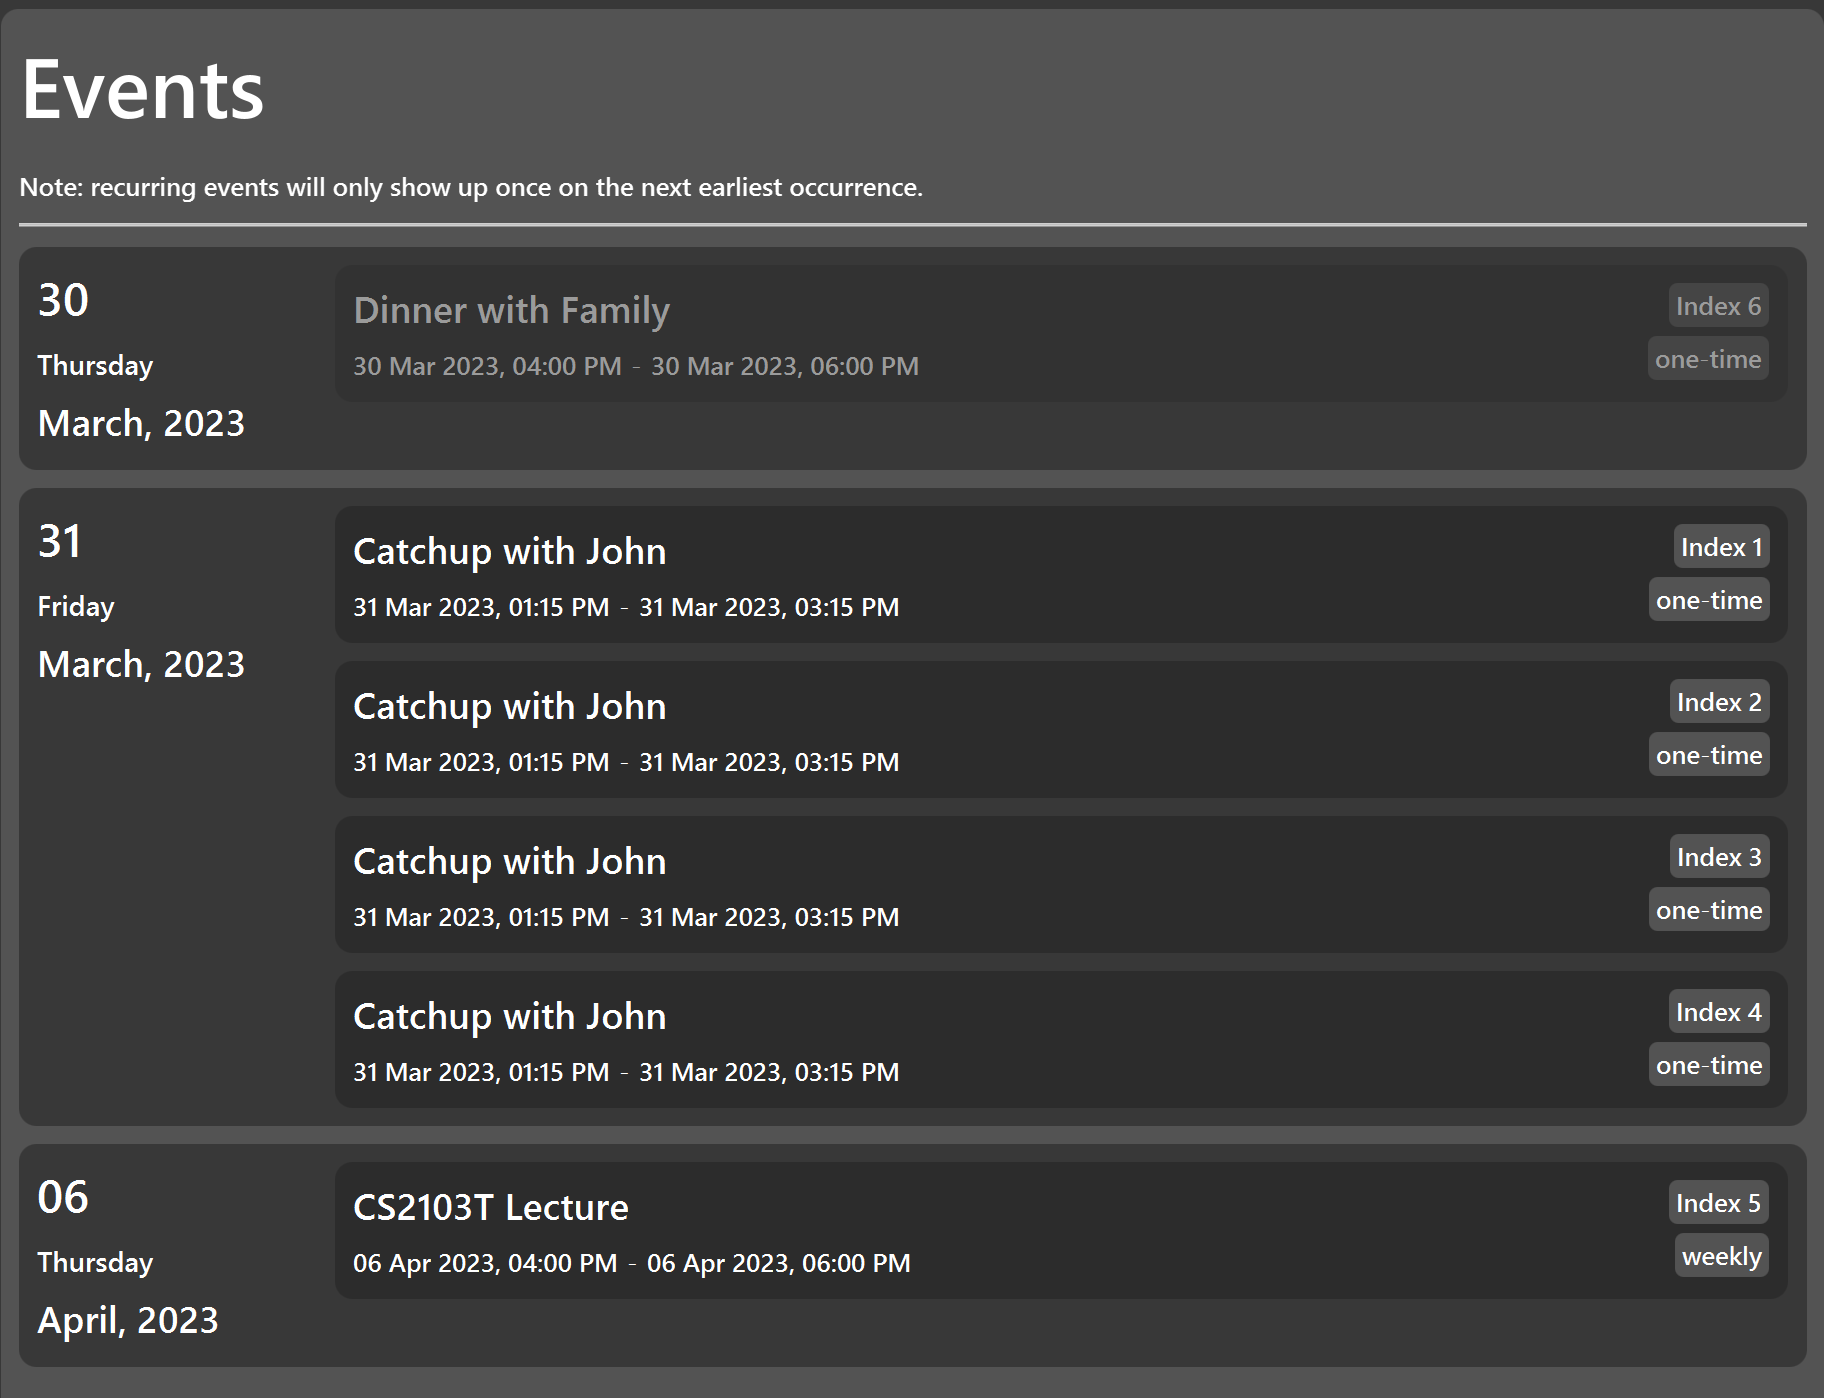 Events
Note: recurring events will only show up once on the next earliest occurrence.
30
Thursday
March, 2023
Dinner with Family
30 Mar 2023, 04:00 PM - 30 Mar 2023, 06:00 PM
Index 6
one-time
31
Friday
March, 2023
Catchup with John
31 Mar 2023, 01:15 PM - 31 Mar 2023, 03:15 PM
Index 1
one-time
Catchup with John
31 Mar 2023, 01:15 PM - 31 Mar 2023, 03:15 PM
Index 2
one-time
Catchup with John
31 Mar 2023, 01:15 PM - 31 Mar 2023, 03:15 PM
Index 3
one-time
Catchup with John
31 Mar 2023, 01:15 PM - 31 Mar 2023, 03:15 PM
Index 4
one-time
06
Thursday
April, 2023
CS2103T Lecture
06 Apr 2023, 04:00 PM - 06 Apr 2023, 06:00 PM
Index 5
weekly